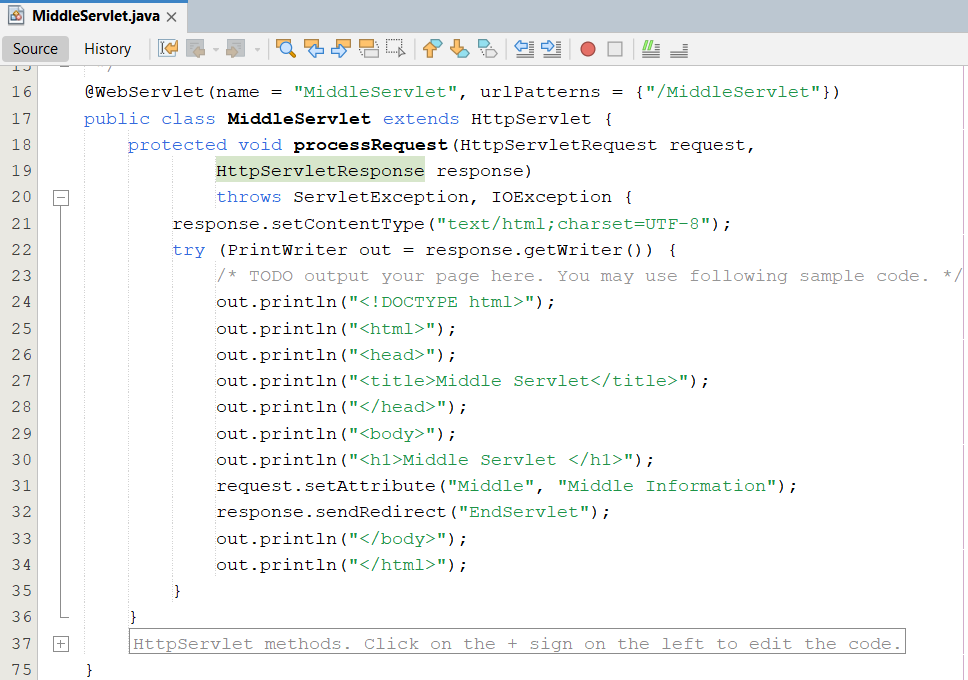 MiddleServlet.java
Source History
15 */
16 @WebServlet(name = "MiddleServlet", urlPatterns = {"/MiddleServlet"})
17 public class MiddleServlet extends HttpServlet {
18 protected void processRequest(HttpServletRequest request,
19 HttpServletResponse response)
20 throws ServletException, IOException {
21 response.setContentType("text/html;charset=UTF-8");
22 try (PrintWriter out = response.getWriter()) {
23 /* TODO output your page here. You may use following sample code. */
24 out.println("<!DOCTYPE html>");
25 out.println("<html>");
26 out.println("<head>");
27 out.println("<title>Middle Servlet</title>");
28 out.println("</head>");
29 out.println("<body>");
30 out.println("<h1>Middle Servlet </h1>");
31 request.setAttribute("Middle", "Middle Information");
32 response.sendRedirect("EndServlet");
33 out.println("</body>");
34 out.println("</html>");
35 }
36 }
37 HttpServlet methods. Click on the + sign on the left to edit the code.
75 }